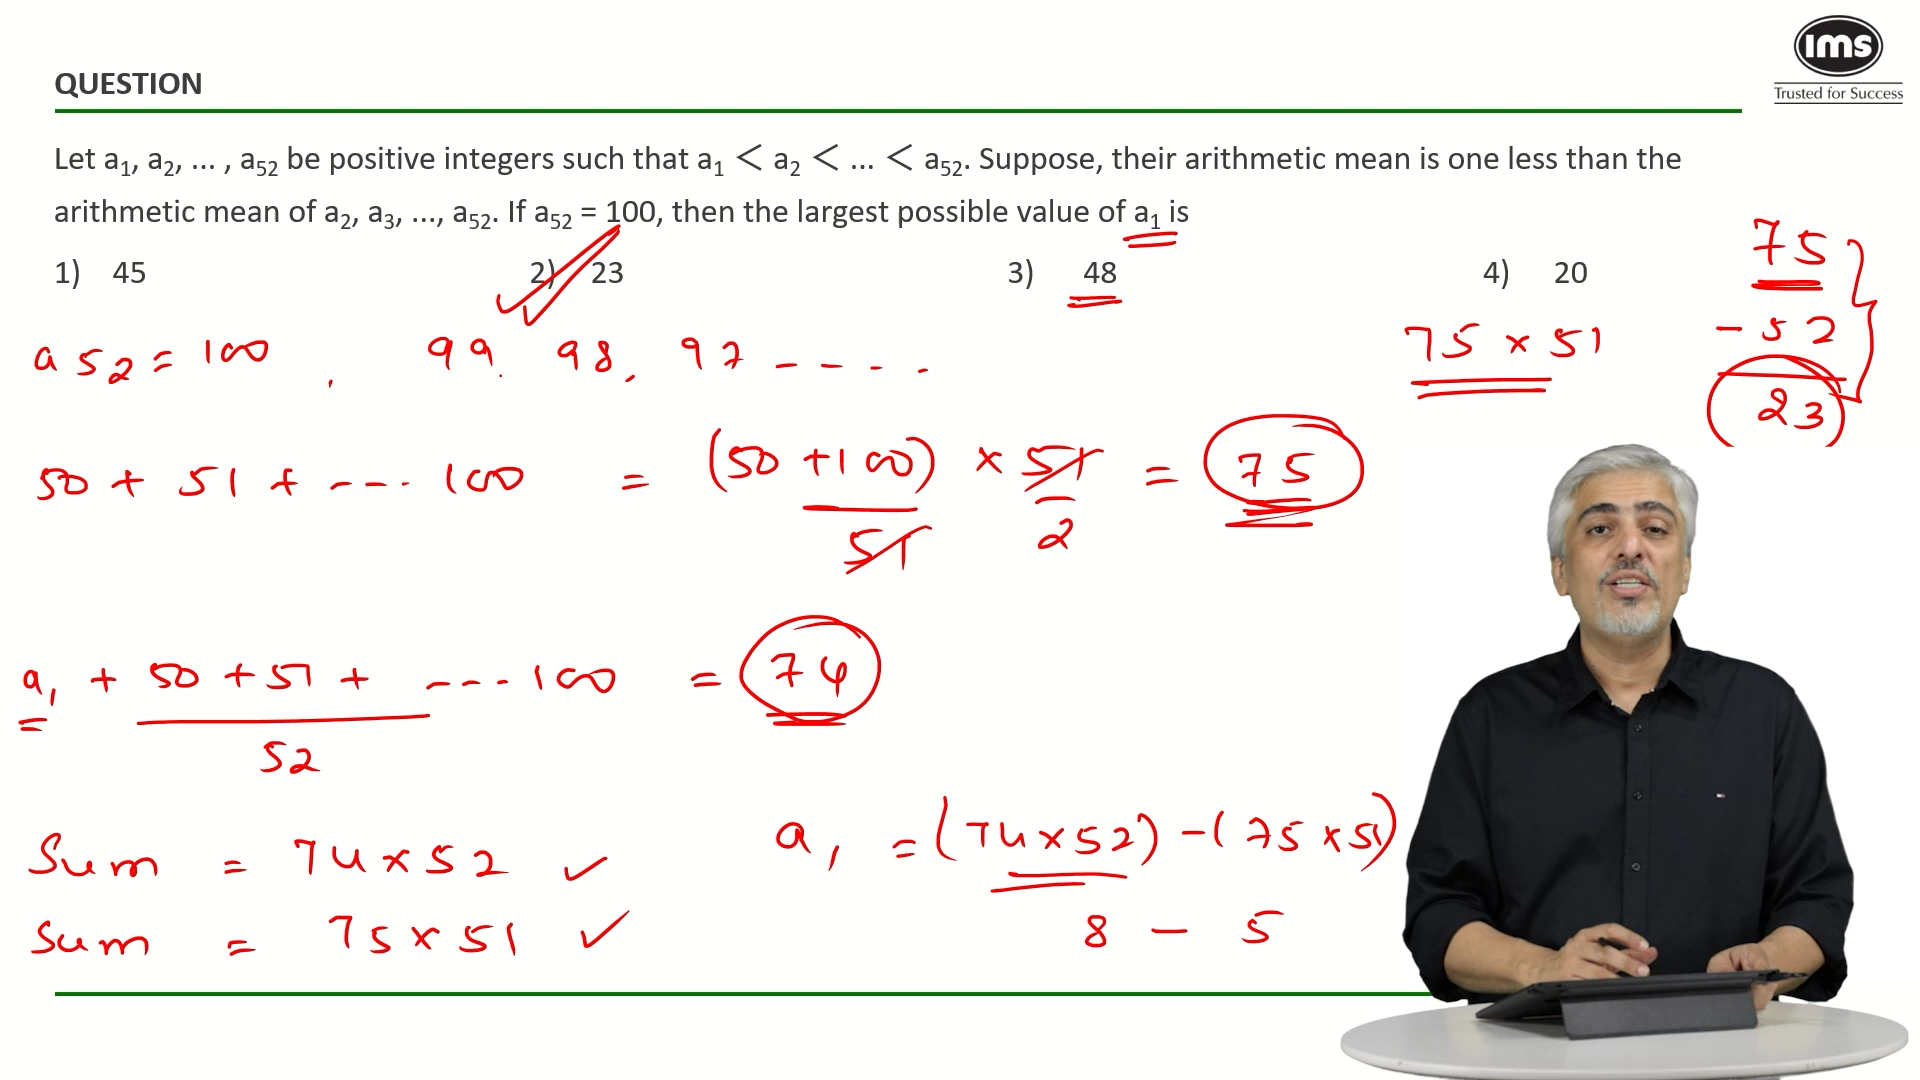 ims
Trusted for Success
QUESTION
Let a1, a2, ... , a52 be positive integers such that a1 < a2 < ... < a52. Suppose, their arithmetic mean is one less than the
arithmetic mean of a2, a3, ..., a52. If a52 = 100, then the largest possible value of a1 is
1) 45 2) 23 3) 48 4) 20
75
- 52
23
a52 = 100 , 99. 98, 97 - - - .
75 × 51
50 + 51 + --- 100 = (50 + 100)/51 × 51/2 = 75
a1 + 50 + 51 + --- 100 = 74
52
Sum = 74×52 ✓
Sum = 75×51 ✓
a1 = (74×52) - (75×51)
8 - 5